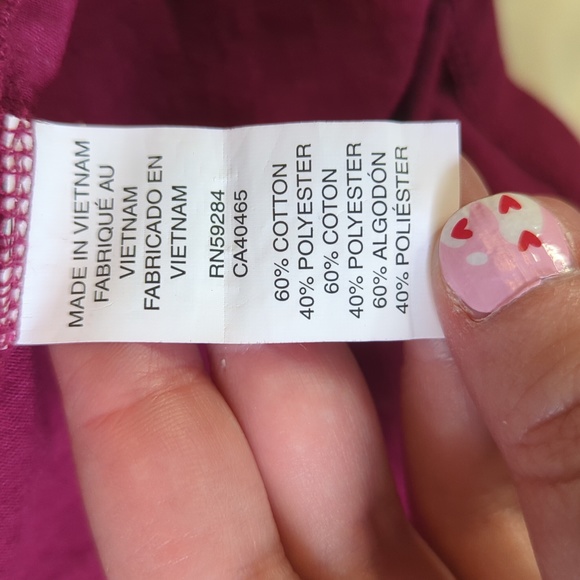 MADE IN VIETNAM
FABRIQUÉ AU
VIETNAM
FABRICADO EN
VIETNAM
RN59284
CA40465
60% COTTON
40% POLYESTER
60% COTON
40% POLYESTER
60% ALGODÓN
40% POLIÉSTER